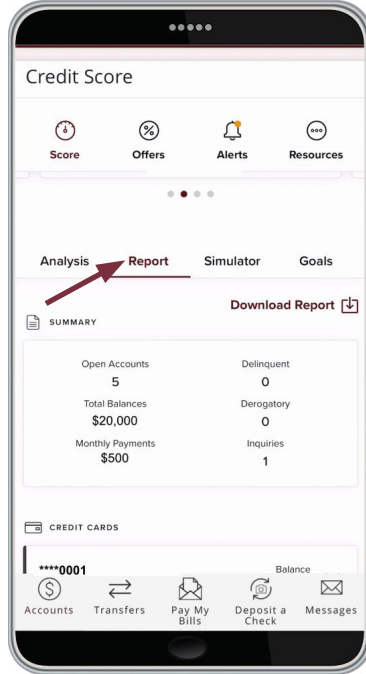 Credit Score
Score Offers Alerts Resources
Analysis Report Simulator Goals
Download Report
SUMMARY
Open Accounts Delinquent
5 0
Total Balances Derogatory
$20,000 0
Monthly Payments Inquiries
$500 1
CREDIT CARDS
****0001 Balance
Accounts Transfers Pay My Deposit a Messages
Bills Check